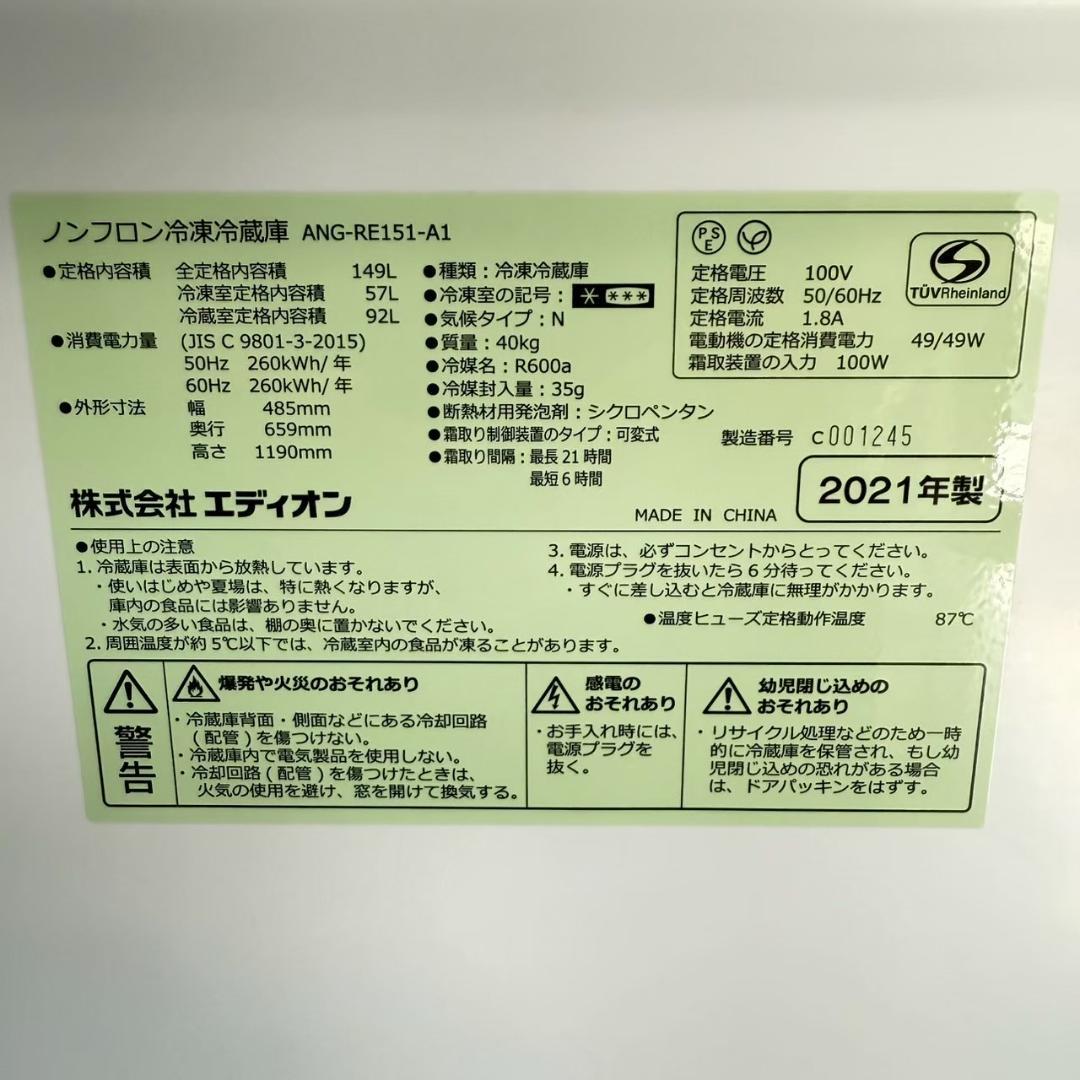 ノンフロン冷凍冷蔵庫 ANG-RE151-A1
●定格内容積 全定格内容積 149L
冷凍室定格内容積 57L
冷蔵室定格内容積 92L
●消費電力量 (JIS C 9801-3-2015)
50Hz 260kWh/年
60Hz 260kWh/年
●外形寸法 幅 485mm
奥行 659mm
高さ 1190mm
●種類：冷凍冷蔵庫
●冷凍室の記号：* ***
●気候タイプ：N
●質量：40kg
●冷媒名：R600a
●冷媒封入量：35g
●断熱材用発泡剤：シクロペンタン
●霜取り制御装置のタイプ：可変式
●霜取り間隔：最長21時間
最短6時間
PSE
定格電圧 100V
定格周波数 50/60Hz
定格電流 1.8A
電動機の定格消費電力 49/49W
霜取装置の入力 100W
TÜVRheinland
製造番号 C001245
株式会社 エディオン
MADE IN CHINA
2021年製
●使用上の注意
1. 冷蔵庫は表面から放熱しています。
・使いはじめや夏場は、特に熱くなりますが、
庫内の食品には影響ありません。
・水気の多い食品は、棚の奥に置かないでください。
2. 周囲温度が約5℃以下では、冷蔵室内の食品が凍ることがあります。
3. 電源は、必ずコンセントからとってください。
4. 電源プラグを抜いたら6分待ってください。
・すぐに差し込むと冷蔵庫に無理がかかります。
●温度ヒューズ定格動作温度 87℃
警告
爆発や火災のおそれあり
・冷蔵庫背面・側面などにある冷却回路
(配管)を傷つけない。
・冷蔵庫内で電気製品を使用しない。
・冷却回路(配管)を傷つけたときは、
火気の使用を避け、窓を開けて換気する。
感電の
おそれあり
・お手入れ時には、
電源プラグを
抜く。
幼児閉じ込めの
おそれあり
・リサイクル処理などのため一時
的に冷蔵庫を保管され、もし幼
児閉じ込めの恐れがある場合
は、ドアパッキンをはずす。